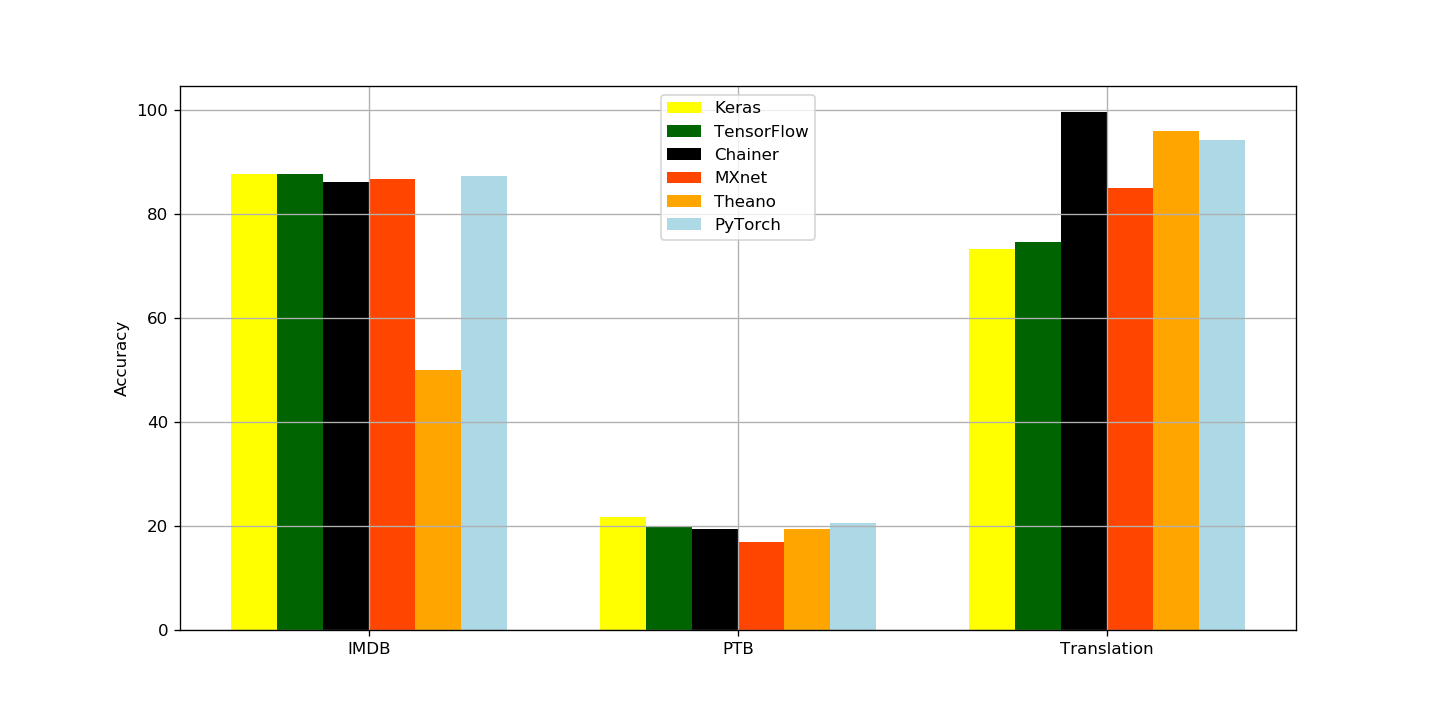 100
80
60
40
20
0
Accuracy
Keras
TensorFlow
Chainer
MXnet
Theano
PyTorch
IMDB
PTB
Translation